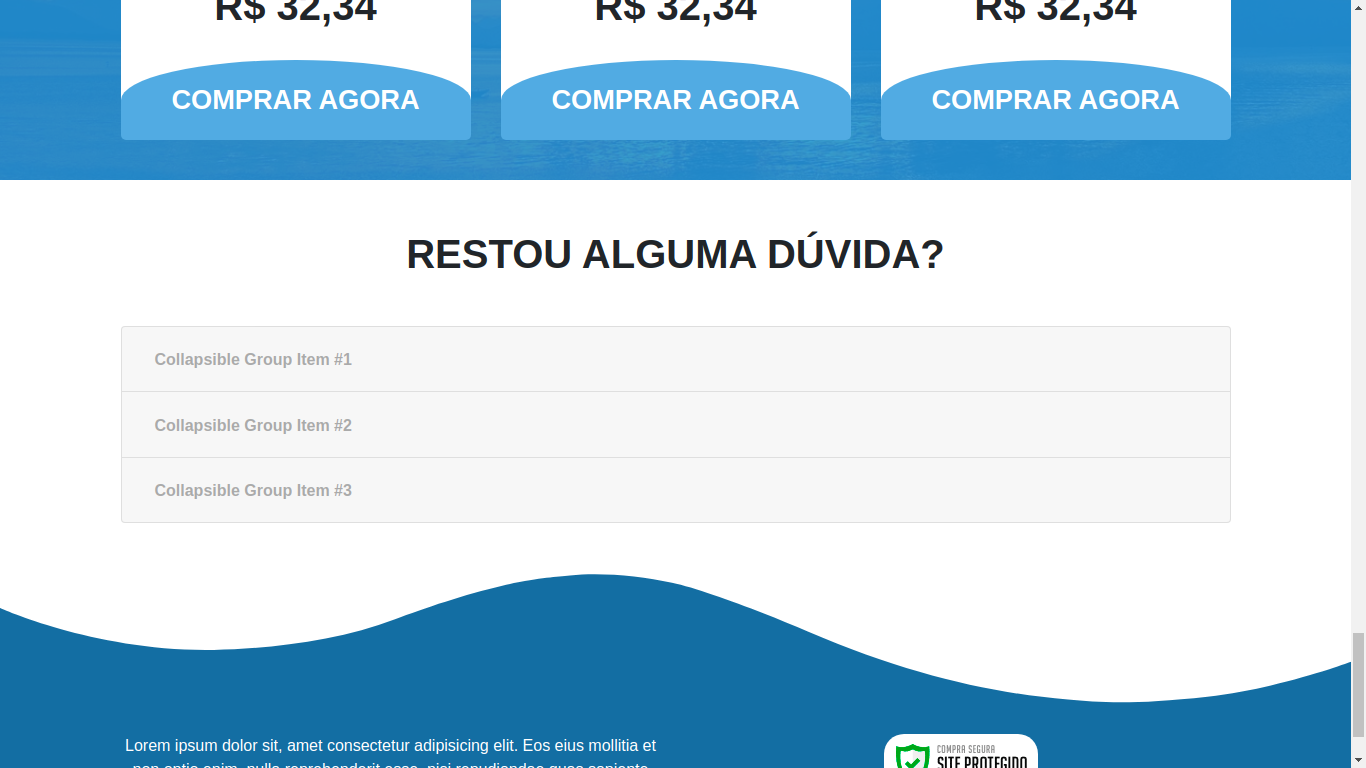 R$ 32,34
R$ 32,34
R$ 32,34
COMPRAR AGORA
COMPRAR AGORA
COMPRAR AGORA
RESTOU ALGUMA DÚVIDA?
Collapsible Group Item #1
Collapsible Group Item #2
Collapsible Group Item #3
Lorem ipsum dolor sit, amet consectetur adipisicing elit. Eos eius mollitia et
COMPRA SEGURA
SITE PROTEGIDO